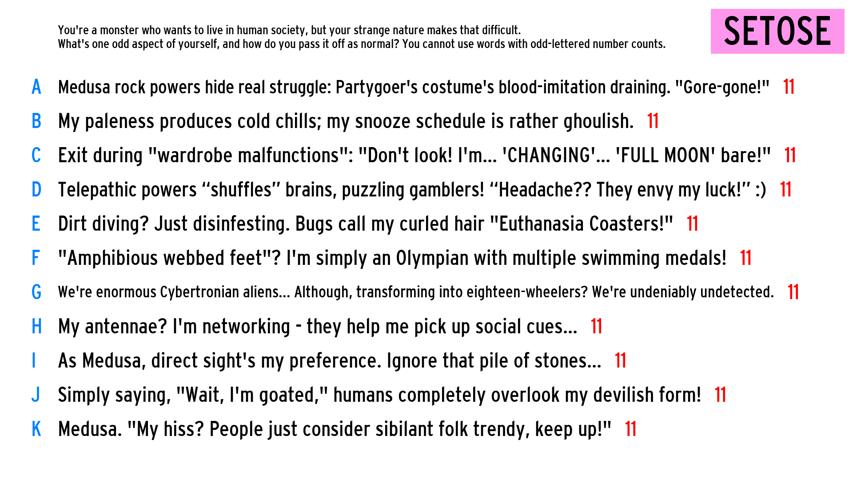 You're a monster who wants to live in human society, but your strange nature makes that difficult.
What's one odd aspect of yourself, and how do you pass it off as normal? You cannot use words with odd-lettered number counts.
SETOSE
A Medusa rock powers hide real struggle: Partygoer's costume's blood-imitation draining. "Gore-gone!" 11
B My paleness produces cold chills; my snooze schedule is rather ghoulish. 11
C Exit during "wardrobe malfunctions": "Don't look! I'm... 'CHANGING'... 'FULL MOON' bare!" 11
D Telepathic powers “shuffles” brains, puzzling gamblers! “Headache?? They envy my luck!” :) 11
E Dirt diving? Just disinfesting. Bugs call my curled hair "Euthanasia Coasters!" 11
F "Amphibious webbed feet"? I'm simply an Olympian with multiple swimming medals! 11
G We're enormous Cybertronian aliens... Although, transforming into eighteen-wheelers? We're undeniably undetected. 11
H My antennae? I'm networking - they help me pick up social cues... 11
I As Medusa, direct sight's my preference. Ignore that pile of stones... 11
J Simply saying, "Wait, I'm goated," humans completely overlook my devilish form! 11
K Medusa. "My hiss? People just consider sibilant folk trendy, keep up!" 11